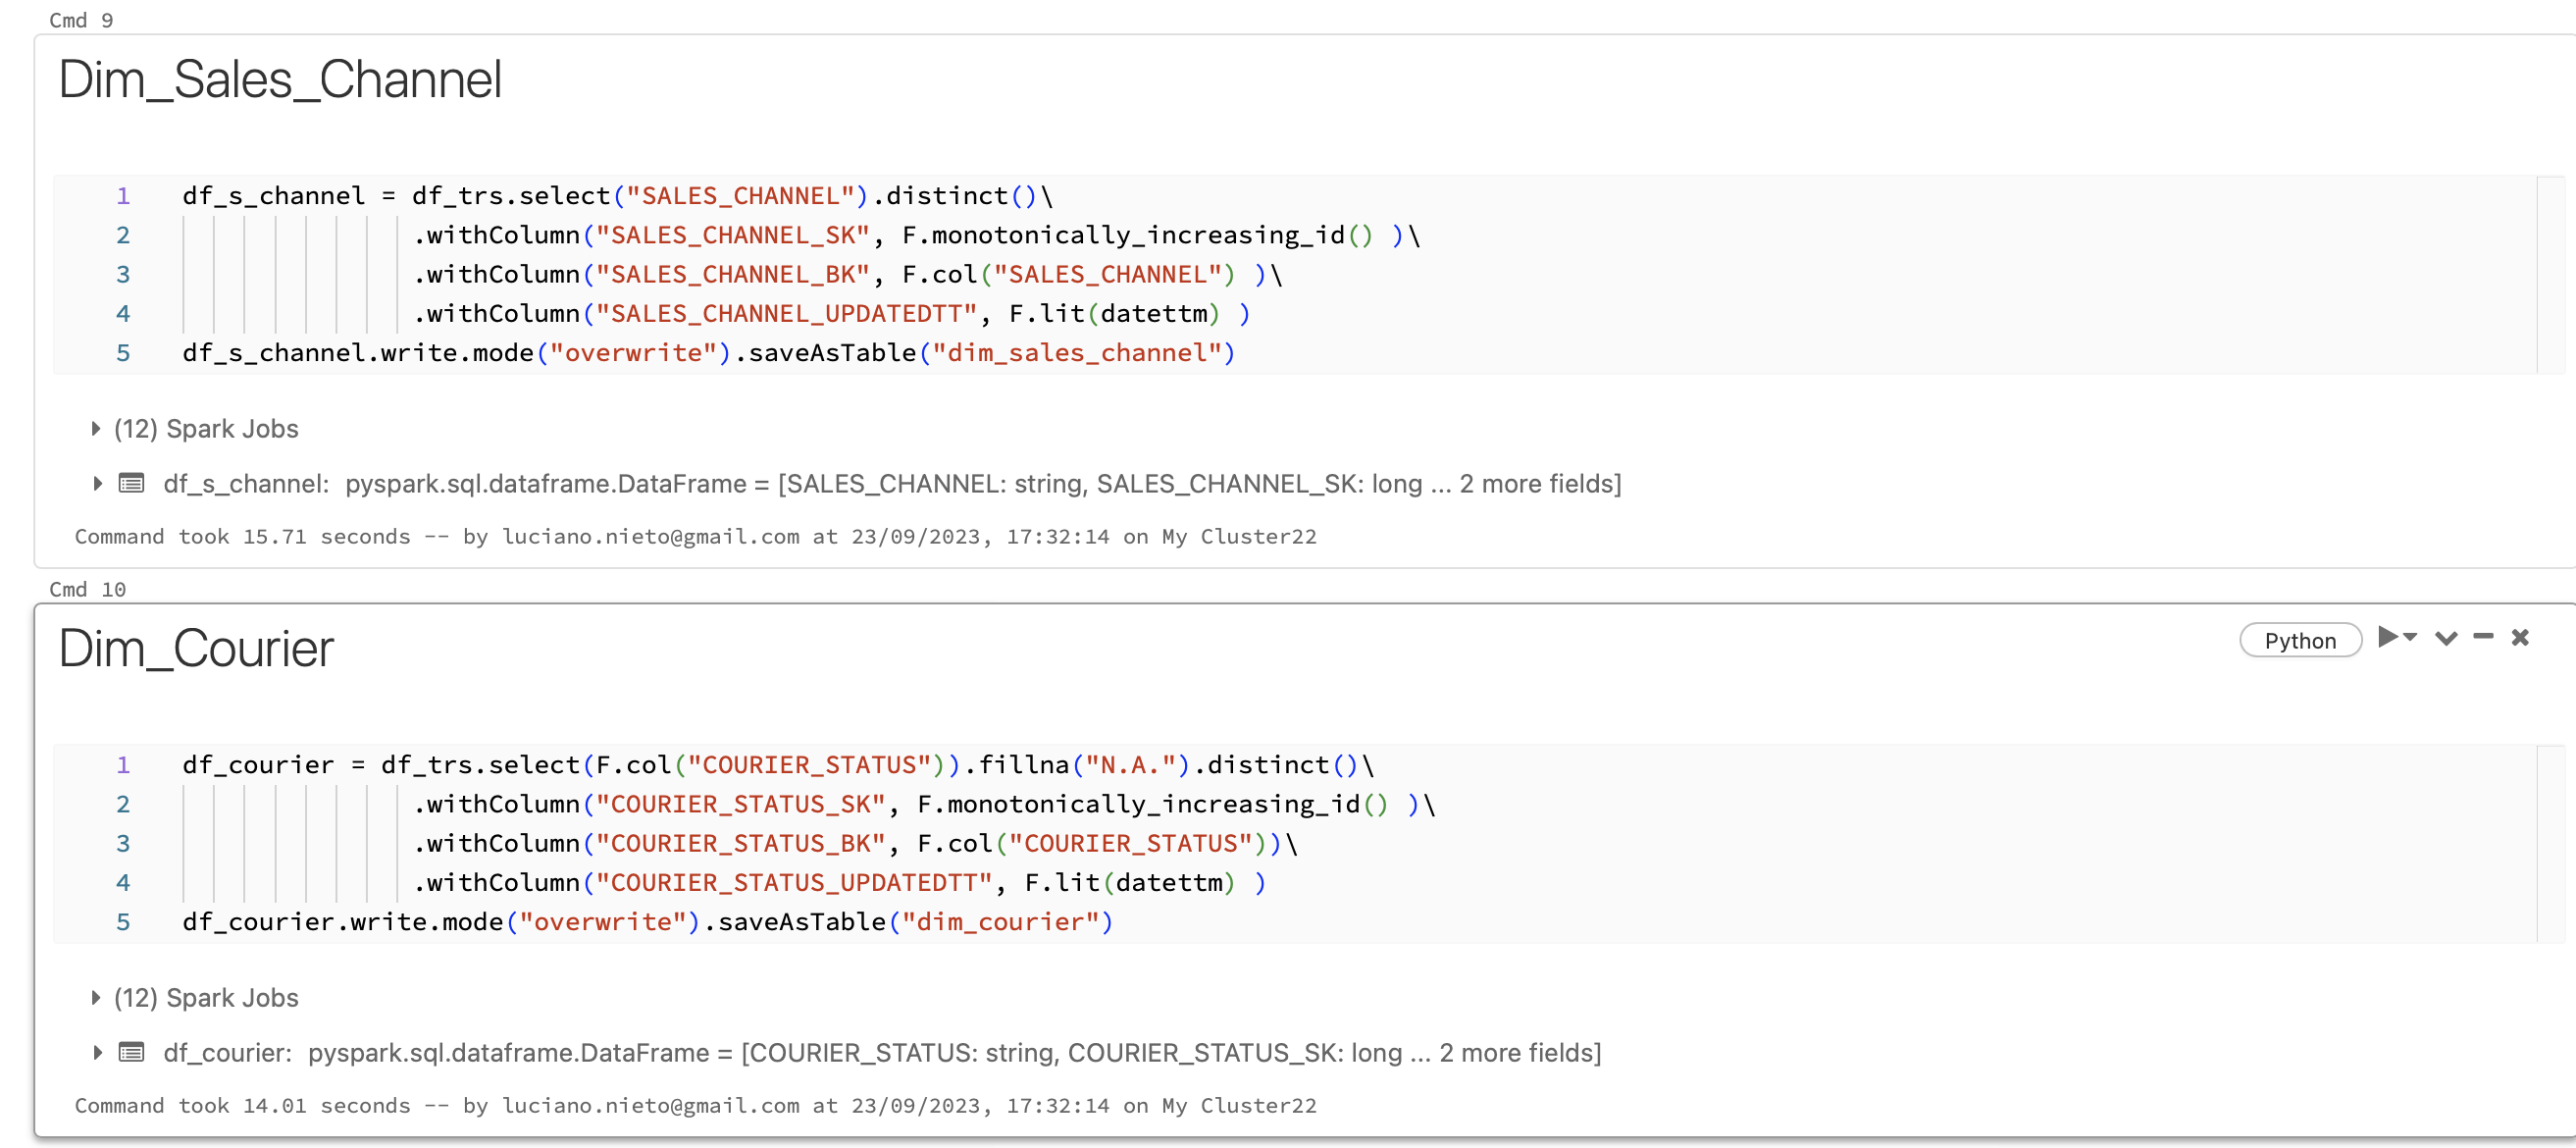 Cmd 9
Dim_Sales_Channel
1 df_s_channel = df_trs.select("SALES_CHANNEL").distinct()\
2 .withColumn("SALES_CHANNEL_SK", F.monotonically_increasing_id() )\
3 .withColumn("SALES_CHANNEL_BK", F.col("SALES_CHANNEL") )\
4 .withColumn("SALES_CHANNEL_UPDATEDTT", F.lit(datettm) )
5 df_s_channel.write.mode("overwrite").saveAsTable("dim_sales_channel")
(12) Spark Jobs
df_s_channel: pyspark.sql.dataframe.DataFrame = [SALES_CHANNEL: string, SALES_CHANNEL_SK: long ... 2 more fields]
Command took 15.71 seconds -- by luciano.nieto@gmail.com at 23/09/2023, 17:32:14 on My Cluster22
Cmd 10
Dim_Courier
Python
1 df_courier = df_trs.select(F.col("COURIER_STATUS")).fillna("N.A.").distinct()\
2 .withColumn("COURIER_STATUS_SK", F.monotonically_increasing_id() )\
3 .withColumn("COURIER_STATUS_BK", F.col("COURIER_STATUS"))\
4 .withColumn("COURIER_STATUS_UPDATEDTT", F.lit(datettm) )
5 df_courier.write.mode("overwrite").saveAsTable("dim_courier")
(12) Spark Jobs
df_courier: pyspark.sql.dataframe.DataFrame = [COURIER_STATUS: string, COURIER_STATUS_SK: long ... 2 more fields]
Command took 14.01 seconds -- by luciano.nieto@gmail.com at 23/09/2023, 17:32:14 on My Cluster22